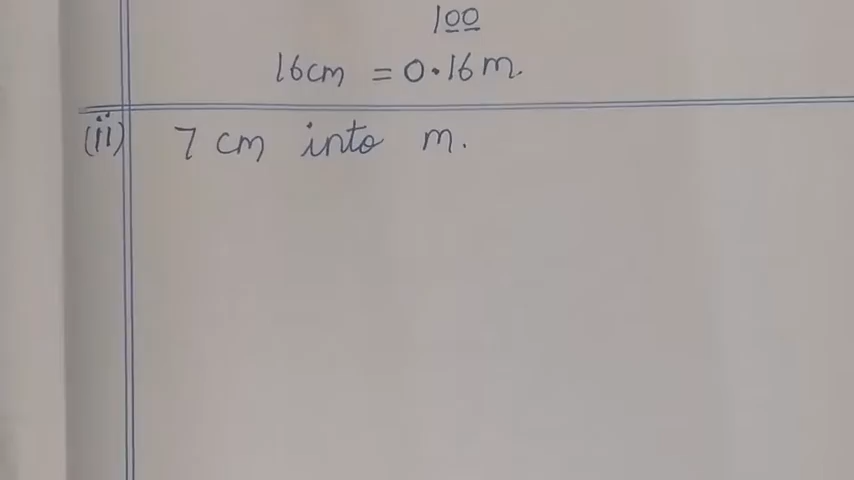 100
16cm = 0.16m.
(ii) 7 cm into m.